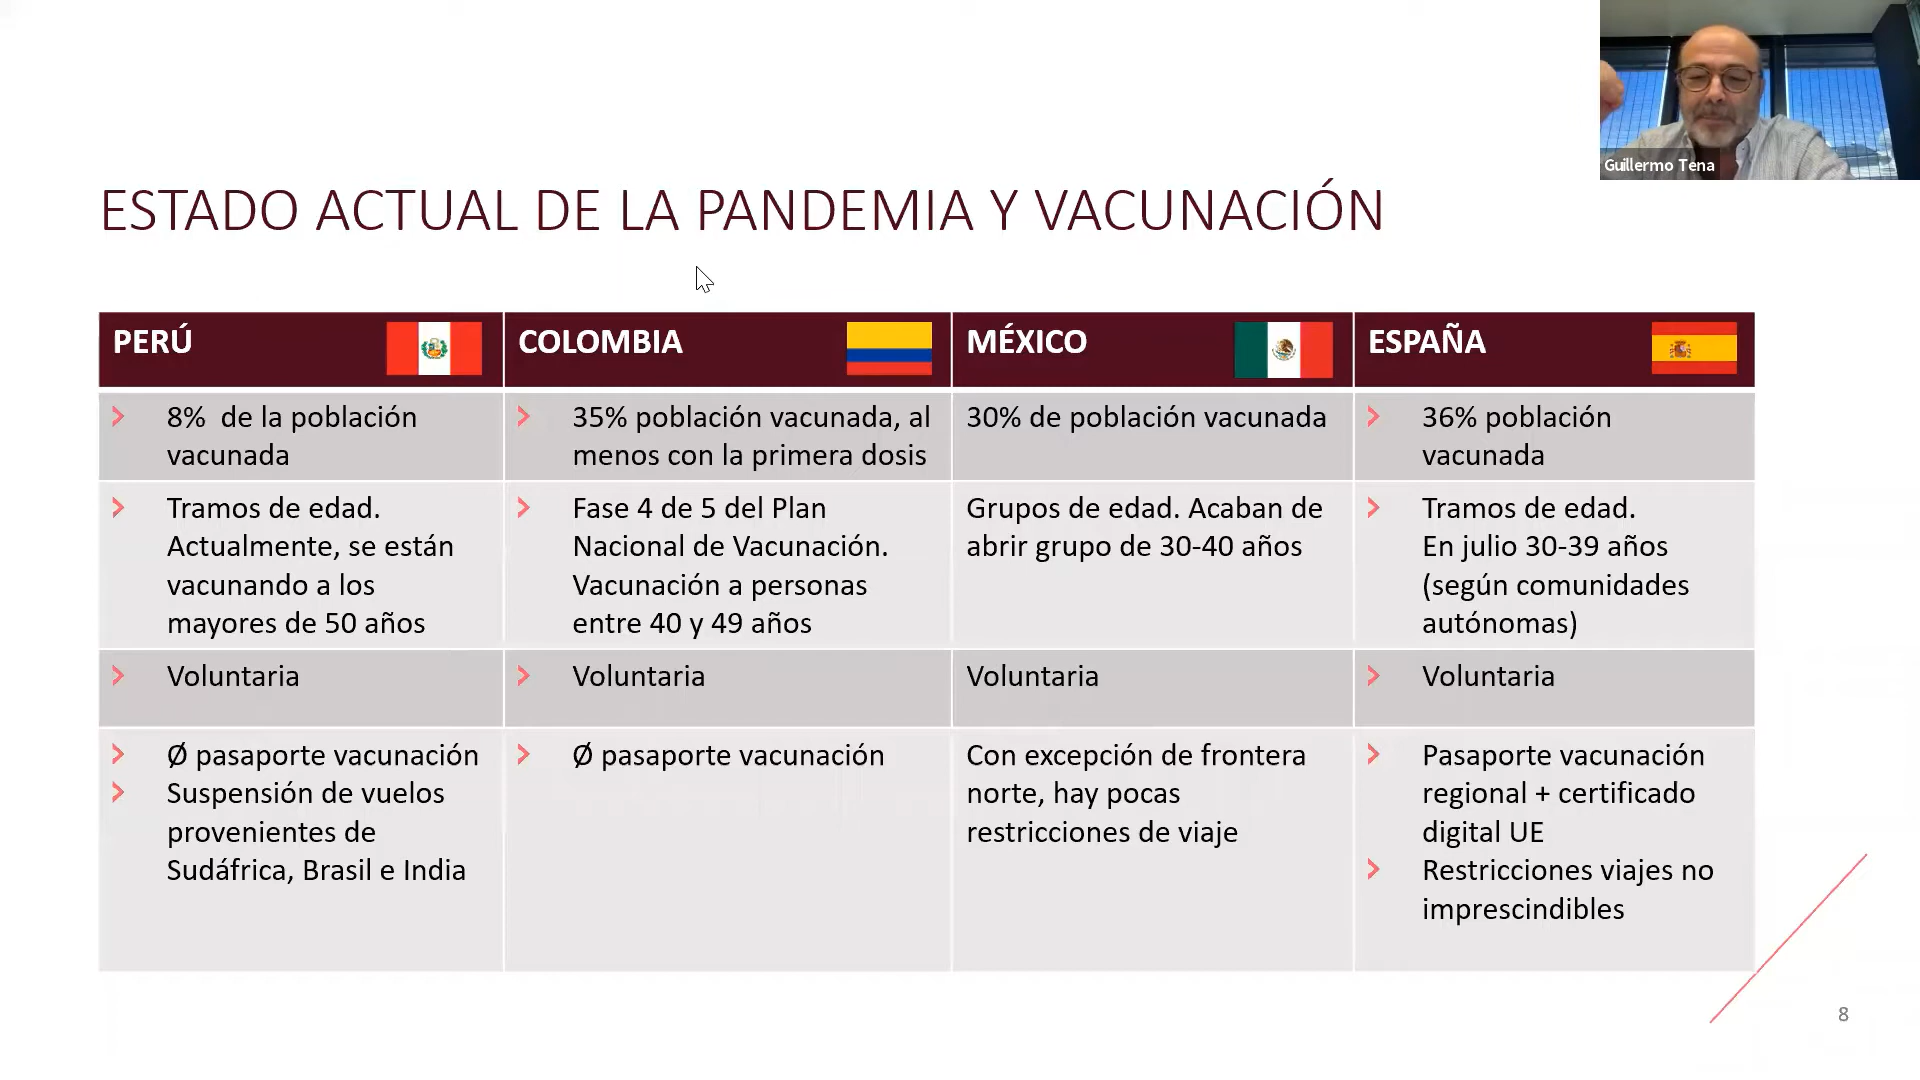 Guillermo Tena
ESTADO ACTUAL DE LA PANDEMIA Y VACUNACIÓN
PERÚ
COLOMBIA
MÉXICO
ESPAÑA
8% de la población
vacunada
35% población vacunada, al
menos con la primera dosis
30% de población vacunada
36% población
vacunada
Tramos de edad.
Actualmente, se están
vacunando a los
mayores de 50 años
Fase 4 de 5 del Plan
Nacional de Vacunación.
Vacunación a personas
entre 40 y 49 años
Grupos de edad. Acaban de
abrir grupo de 30-40 años
Tramos de edad.
En julio 30-39 años
(según comunidades
autónomas)
Voluntaria
Voluntaria
Voluntaria
Voluntaria
Ø pasaporte vacunación
Suspensión de vuelos
provenientes de
Sudáfrica, Brasil e India
Ø pasaporte vacunación
Con excepción de frontera
norte, hay pocas
restricciones de viaje
Pasaporte vacunación
regional + certificado
digital UE
Restricciones viajes no
imprescindibles
8